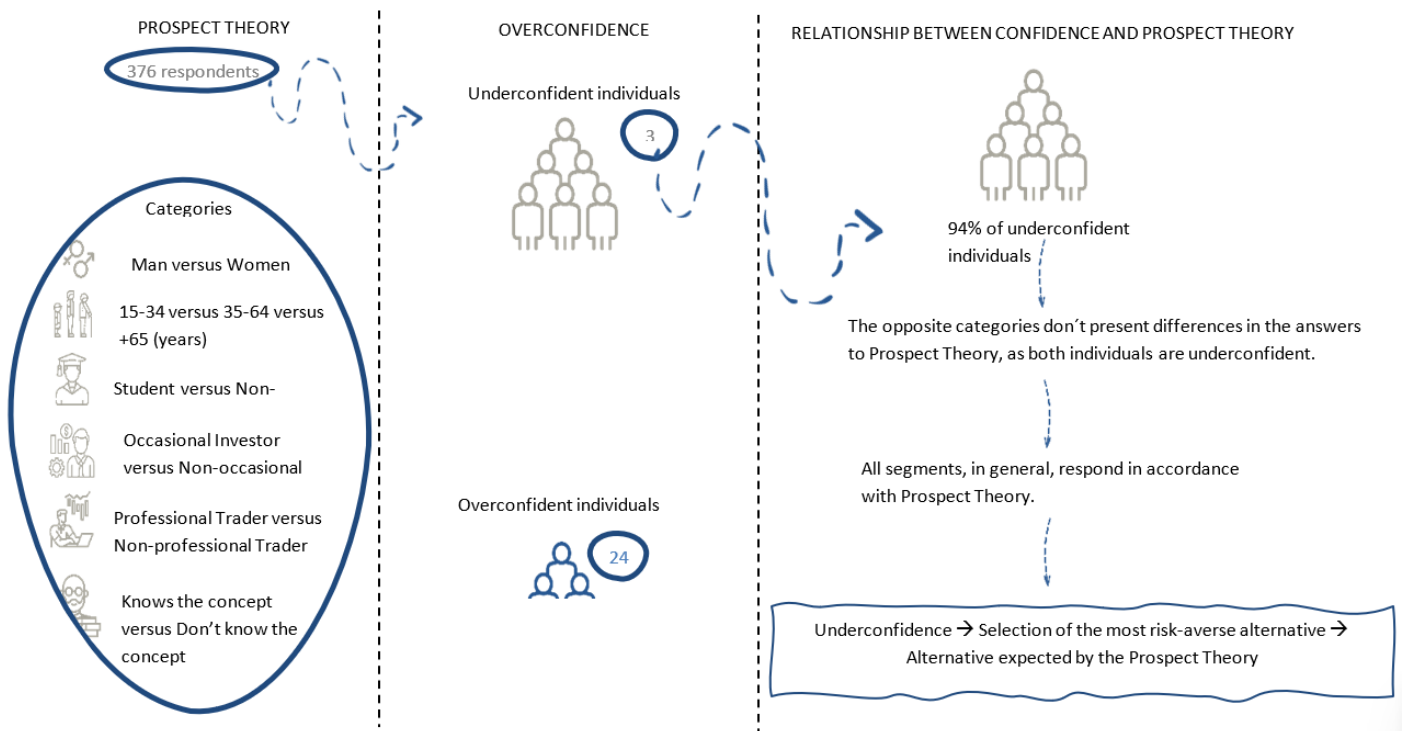 PROSPECT THEORY
376 respondents
Categories
Man versus Women
15-34 versus 35-64 versus
+65 (years)
Student versus Non-
Occasional Investor
versus Non-occasional
Professional Trader versus
Non-professional Trader
Knows the concept
versus Don’t know the
concept
OVERCONFIDENCE
Underconfident individuals
3
Overconfident individuals
24
RELATIONSHIP BETWEEN CONFIDENCE AND PROSPECT THEORY
94% of underconfident
individuals
The opposite categories don´t present differences in the answers
to Prospect Theory, as both individuals are underconfident.
All segments, in general, respond in accordance
with Prospect Theory.
Underconfidence → Selection of the most risk-averse alternative →
Alternative expected by the Prospect Theory